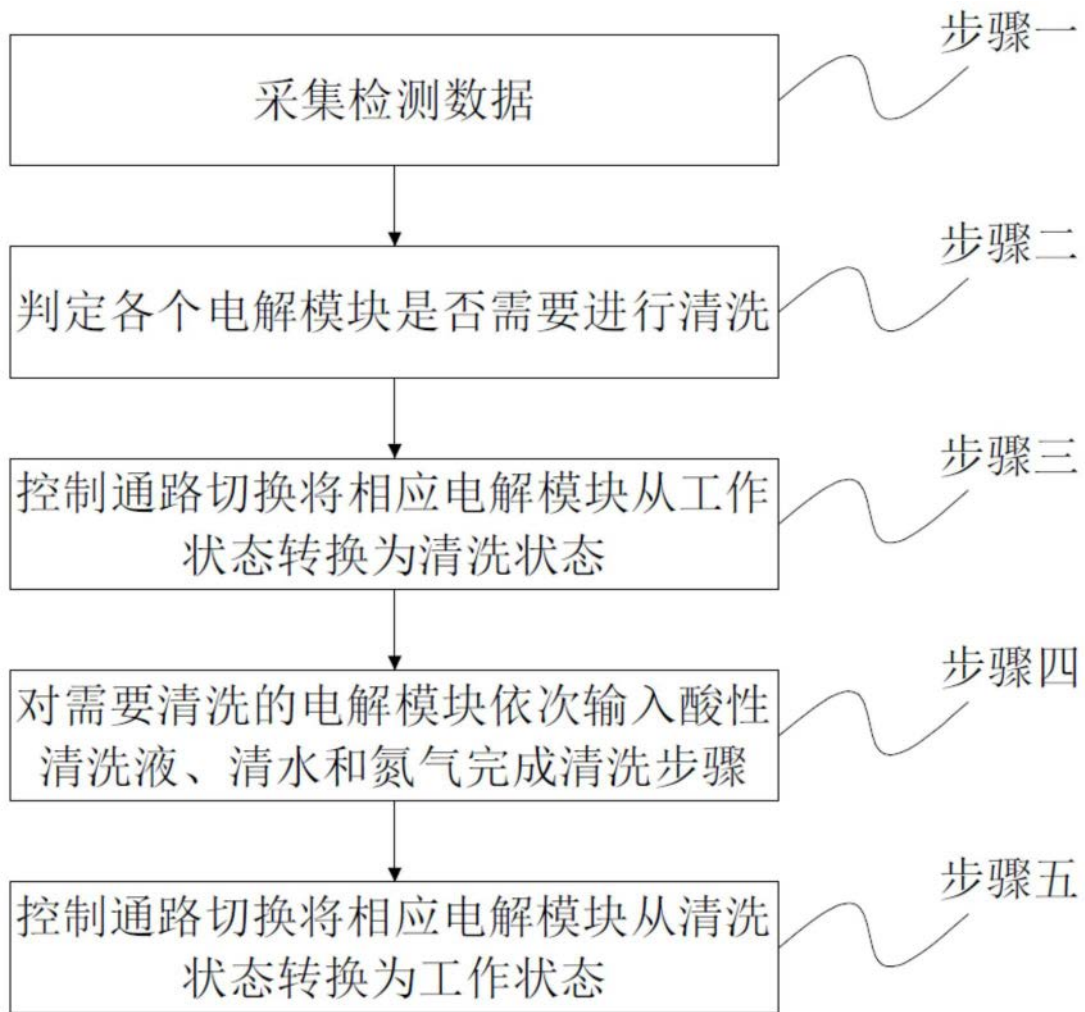 步骤一
采集检测数据
步骤二
判定各个电解模块是否需要进行清洗
步骤三
控制通路切换将相应电解模块从工作
状态转换为清洗状态
步骤四
对需要清洗的电解模块依次输入酸性
清洗液、清水和氮气完成清洗步骤
步骤五
控制通路切换将相应电解模块从清洗
状态转换为工作状态